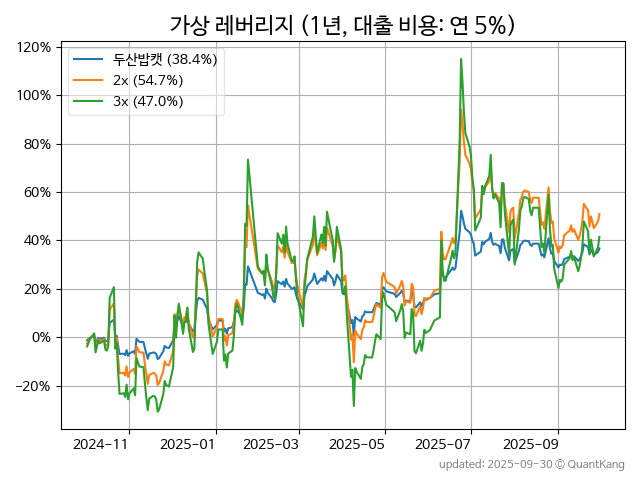 가상 레버리지 (1년, 대출 비용: 연 5%)
120%
100%
80%
60%
40%
20%
0%
−20%
두산밥캣 (38.4%)
2x (54.7%)
3x (47.0%)
2024-11
2025-01
2025-03
2025-05
2025-07
2025-09
updated: 2025-09-30 © QuantKang